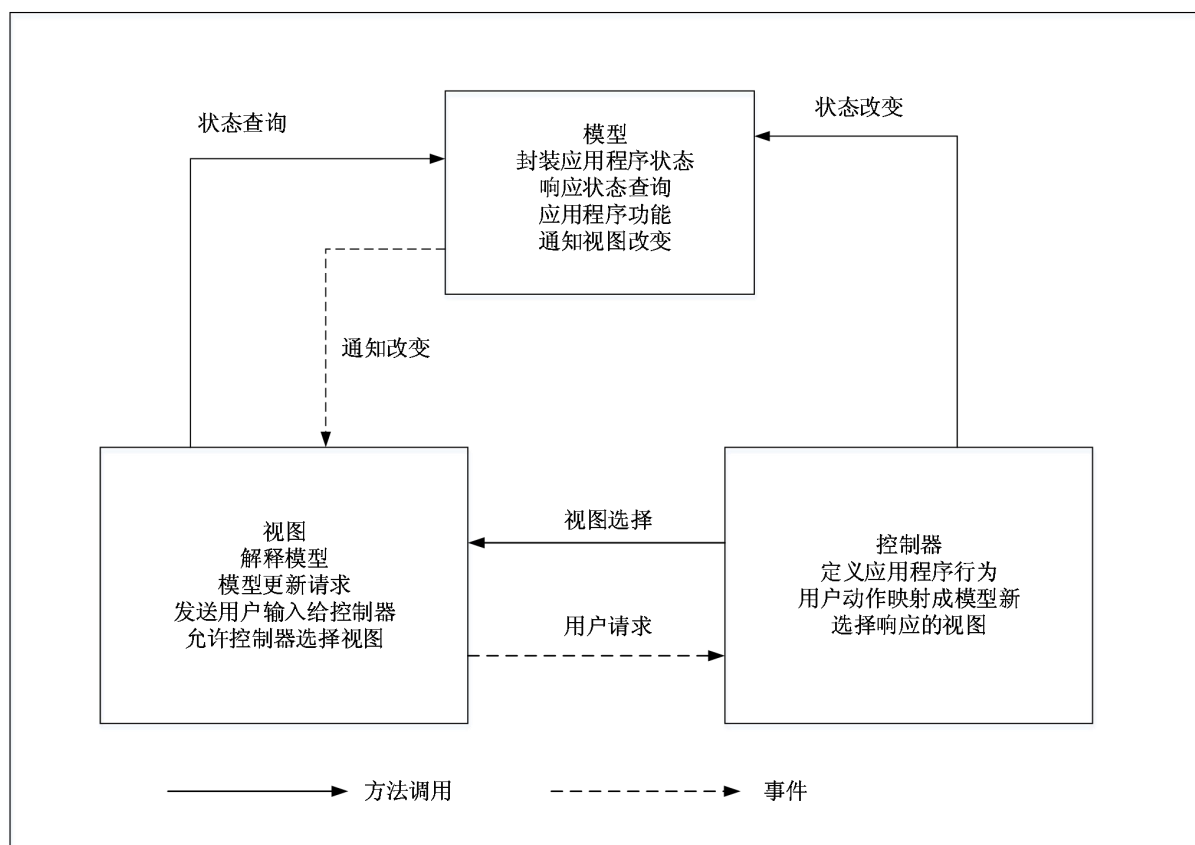 状态查询
状态改变
模型
封装应用程序状态
响应状态查询
应用程序功能
通知视图改变
通知改变
视图
解释模型
模型更新请求
发送用户输入给控制器
允许控制器选择视图
视图选择
用户请求
控制器
定义应用程序行为
用户动作映射成模型新
选择响应的视图
方法调用
事件